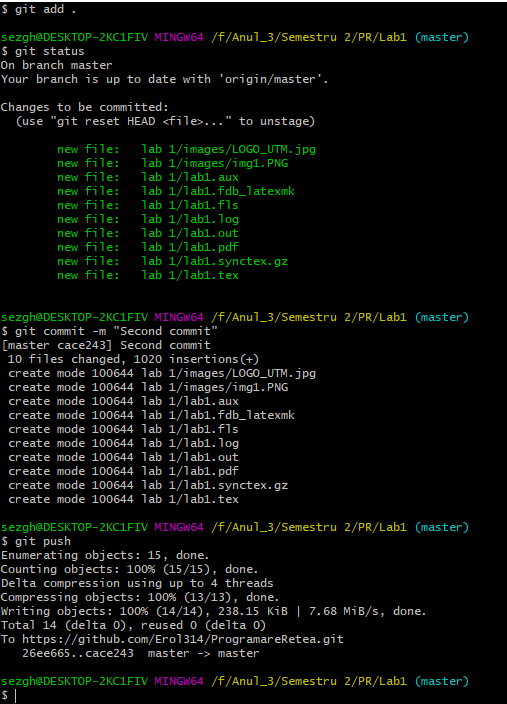 $ git add .

sezgh@DESKTOP-2KC1FIV MINGW64 /f/Anul_3/Semestru 2/PR/Lab1 (master)
$ git status
On branch master
Your branch is up to date with 'origin/master'.

Changes to be committed:
  (use "git reset HEAD <file>..." to unstage)

        new file:   lab 1/images/LOGO_UTM.jpg
        new file:   lab 1/images/img1.PNG
        new file:   lab 1/lab1.aux
        new file:   lab 1/lab1.fdb_latexmk
        new file:   lab 1/lab1.fls
        new file:   lab 1/lab1.log
        new file:   lab 1/lab1.out
        new file:   lab 1/lab1.pdf
        new file:   lab 1/lab1.synctex.gz
        new file:   lab 1/lab1.tex

sezgh@DESKTOP-2KC1FIV MINGW64 /f/Anul_3/Semestru 2/PR/Lab1 (master)
$ git commit -m "Second commit"
[master cace243] Second commit
 10 files changed, 1020 insertions(+)
 create mode 100644 lab 1/images/LOGO_UTM.jpg
 create mode 100644 lab 1/images/img1.PNG
 create mode 100644 lab 1/lab1.aux
 create mode 100644 lab 1/lab1.fdb_latexmk
 create mode 100644 lab 1/lab1.fls
 create mode 100644 lab 1/lab1.log
 create mode 100644 lab 1/lab1.out
 create mode 100644 lab 1/lab1.pdf
 create mode 100644 lab 1/lab1.synctex.gz
 create mode 100644 lab 1/lab1.tex

sezgh@DESKTOP-2KC1FIV MINGW64 /f/Anul_3/Semestru 2/PR/Lab1 (master)
$ git push
Enumerating objects: 15, done.
Counting objects: 100% (15/15), done.
Delta compression using up to 4 threads
Compressing objects: 100% (13/13), done.
Writing objects: 100% (14/14), 238.15 KiB | 7.68 MiB/s, done.
Total 14 (delta 0), reused 0 (delta 0)
To https://github.com/Erol314/ProgramareRetea.git
   26ee665..cace243  master -> master

sezgh@DESKTOP-2KC1FIV MINGW64 /f/Anul_3/Semestru 2/PR/Lab1 (master)
$